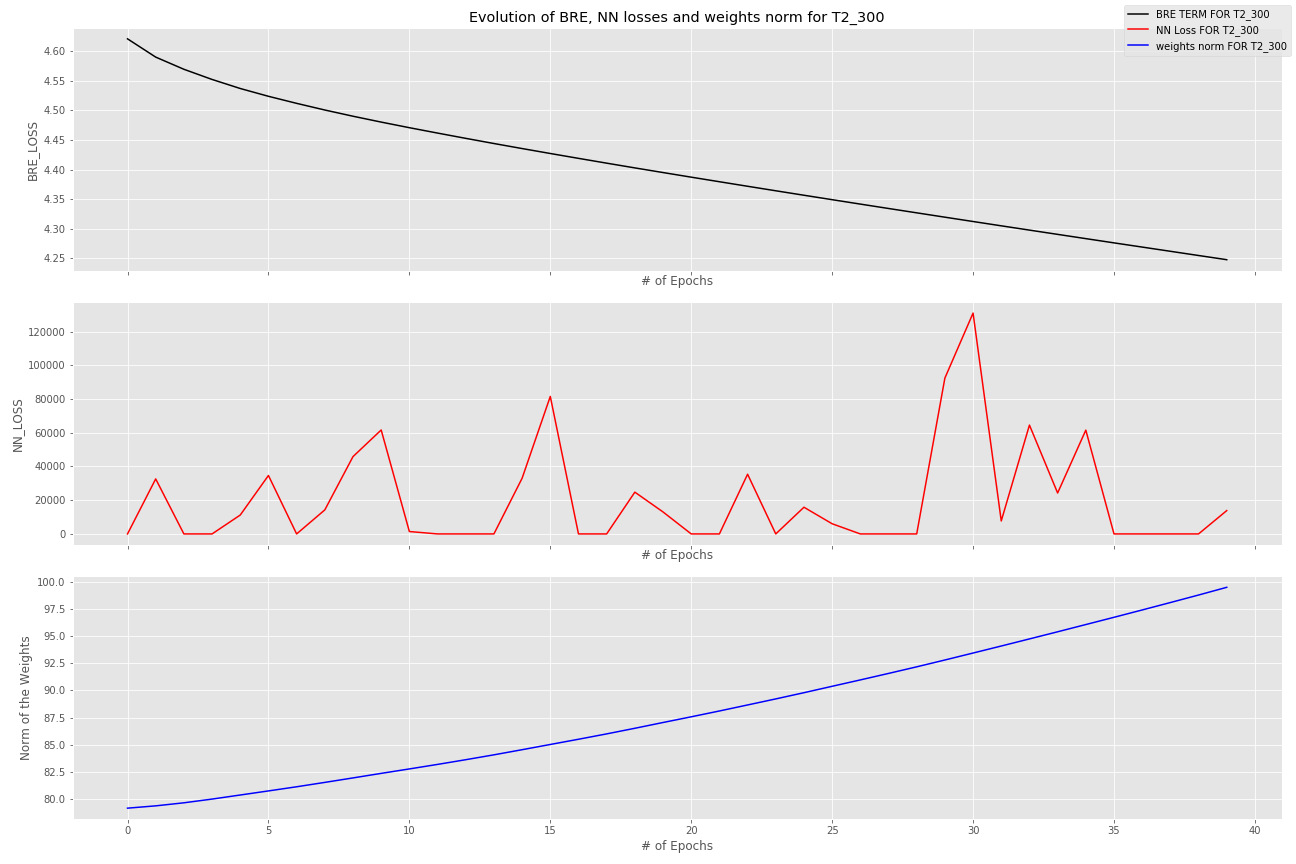 Evolution of BRE, NN losses and weights norm for T2_300
BRE TERM FOR T2_300
NN Loss FOR T2_300
weights norm FOR T2_300
4.60
4.55
4.50
4.45
4.40
4.35
4.30
4.25
BRE_LOSS
# of Epochs
120000
100000
80000
60000
40000
20000
0
NN_LOSS
# of Epochs
100.0
97.5
95.0
92.5
90.0
87.5
85.0
82.5
80.0
Norm of the Weights
0 5 10 15 20 25 30 35 40
# of Epochs